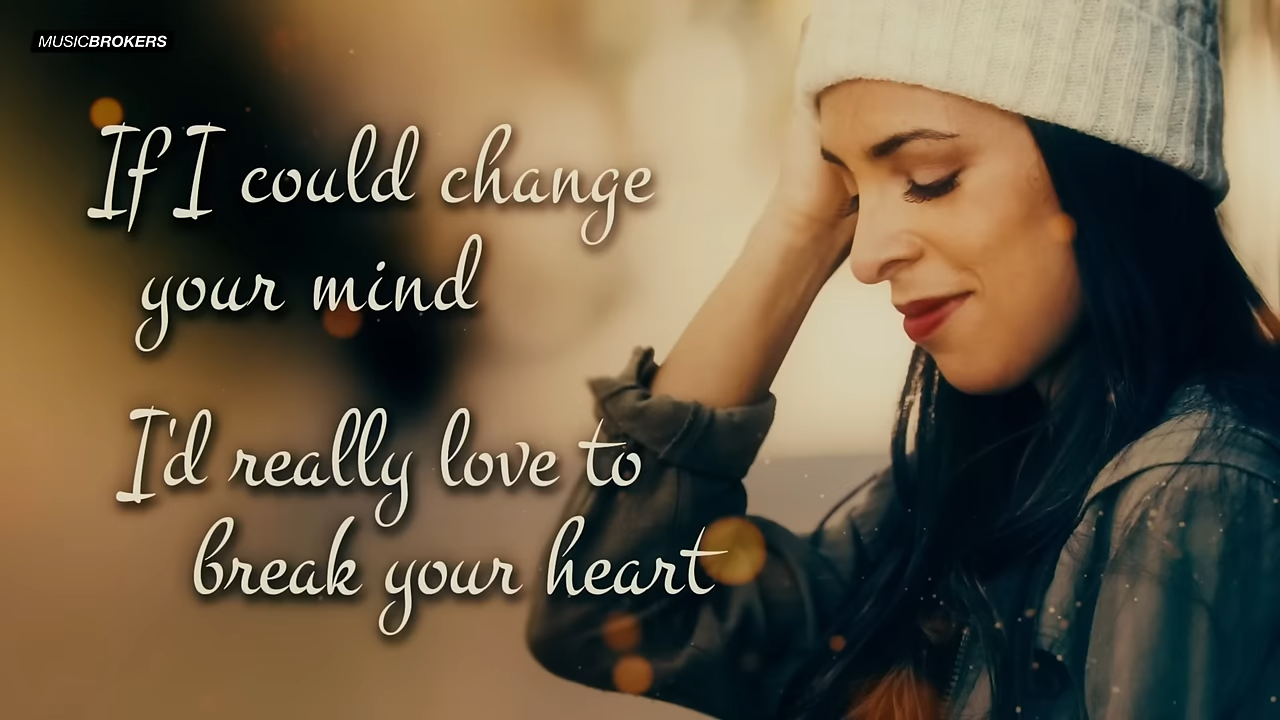 MUSICBROKERS
If I could change
your mind
I'd really love to
break your heart